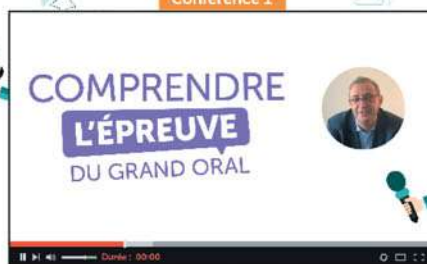 Conférence 1
COMPRENDRE
L'ÉPREUVE
DU GRAND ORAL
Durée : 00:00